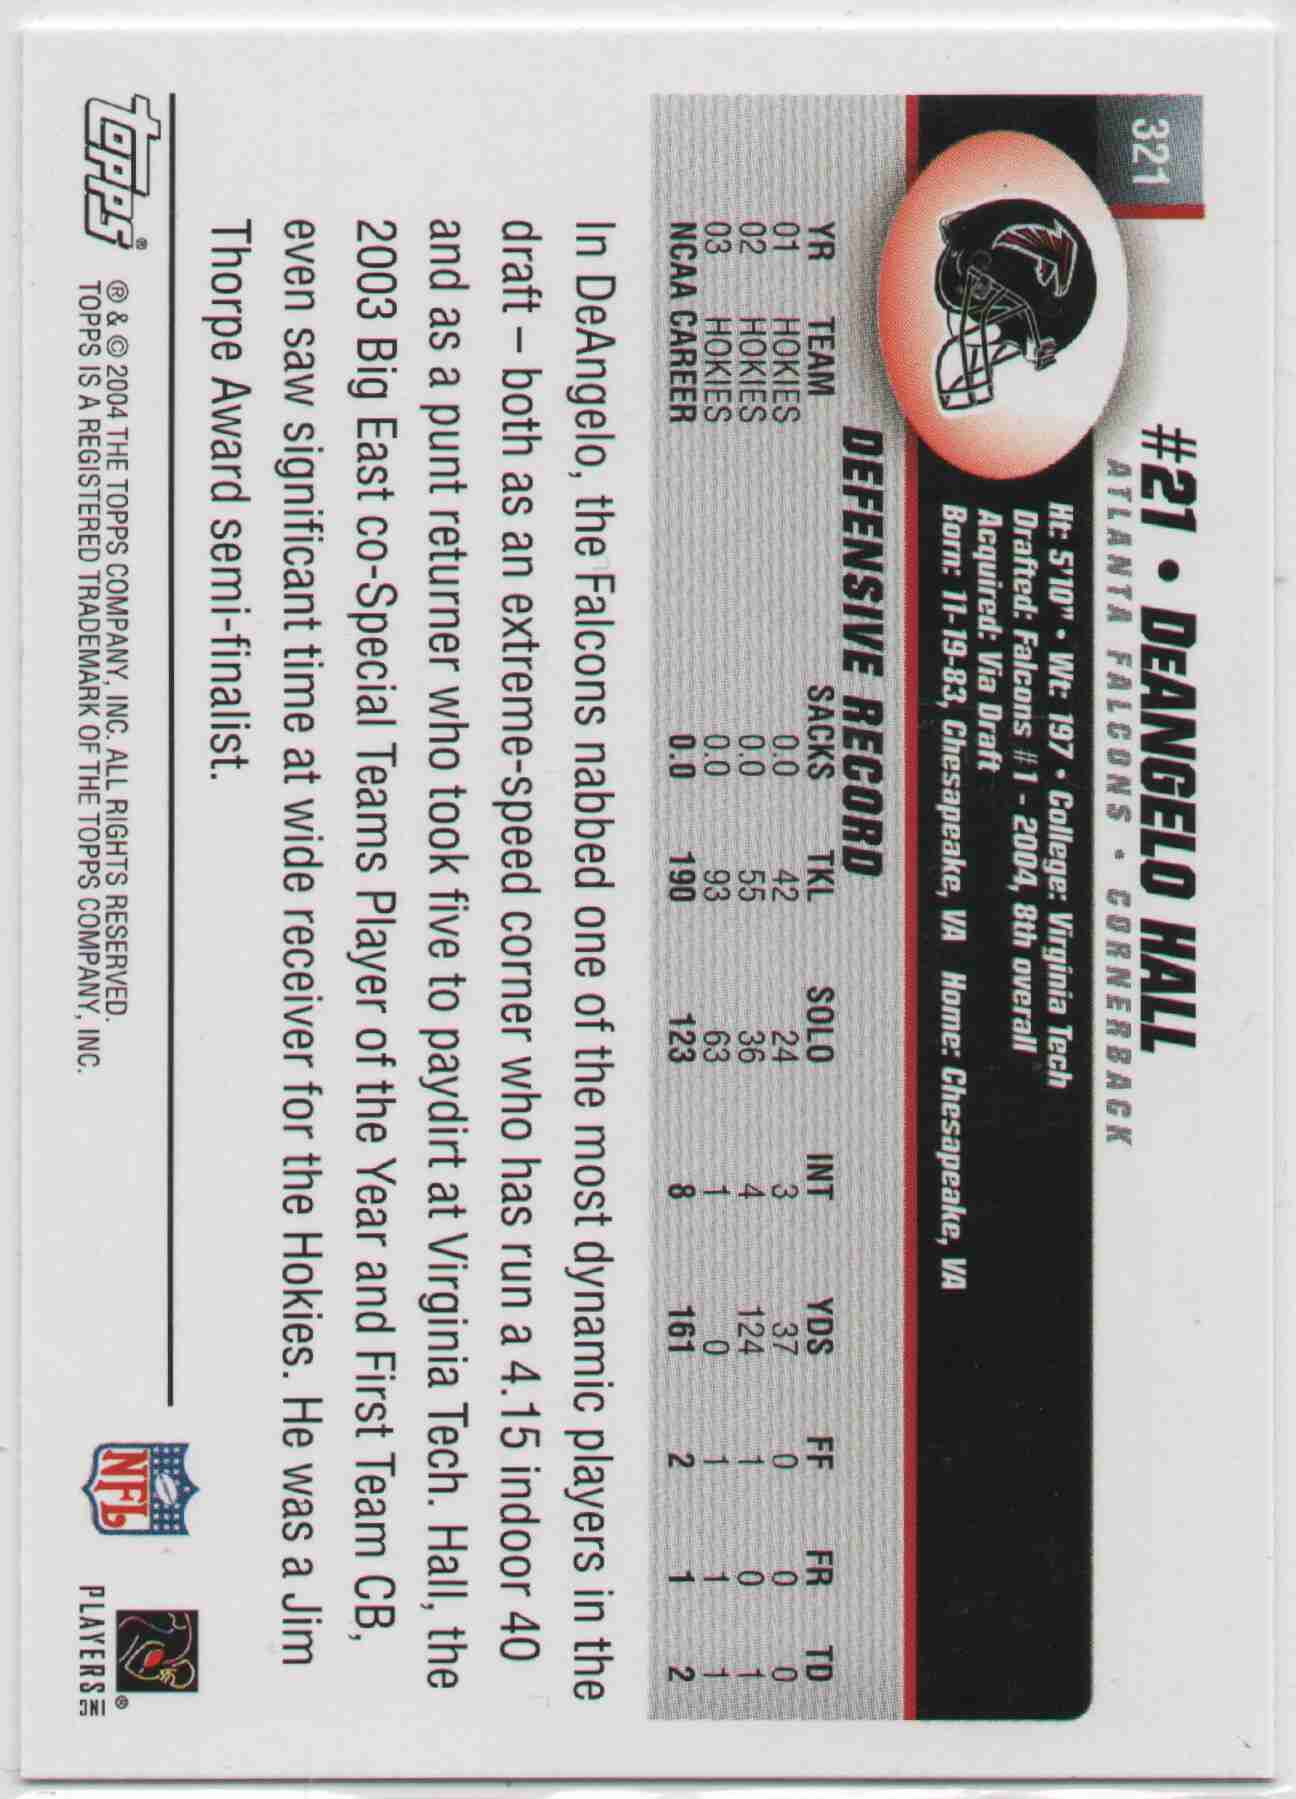 321
#21 • DEANGELO HALL
ATLANTA FALCONS • CORNERBACK
Ht: 5'10" • Wt: 197 • College: Virginia Tech
Drafted: Falcons #1 - 2004, 8th overall
Acquired: Via Draft
Born: 11-19-83, Chesapeake, VA Home: Chesapeake, VA
DEFENSIVE RECORD
YR TEAM SACKS TKL SOLO INT YDS FF FR TD
01 HOKIES 0.0 42 24 3 37 0 0 0
02 HOKIES 0.0 55 36 4 124 1 0 1
03 HOKIES 0.0 93 63 1 0 1 1 1
NCAA CAREER 0.0 190 123 8 161 2 1 2
In DeAngelo, the Falcons nabbed one of the most dynamic players in the
draft – both as an extreme-speed corner who has run a 4.15 indoor 40
and as a punt returner who took five to paydirt at Virginia Tech. Hall, the
2003 Big East co-Special Teams Player of the Year and First Team CB,
even saw significant time at wide receiver for the Hokies. He was a Jim
Thorpe Award semi-finalist.
topps®
® & © 2004 THE TOPPS COMPANY, INC. ALL RIGHTS RESERVED.
TOPPS IS A REGISTERED TRADEMARK OF THE TOPPS COMPANY, INC.
NFL
PLAYERS INC ®